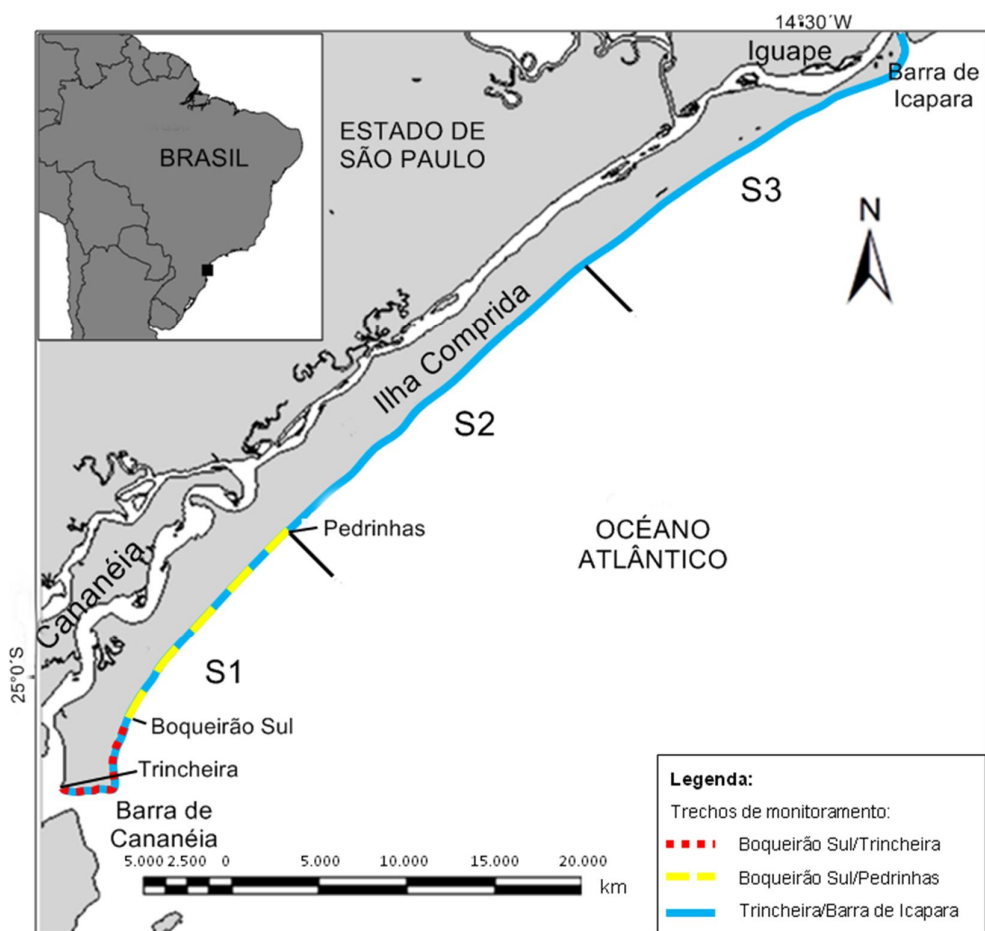 14°30´W
Iguape
Barra de
Icapara
ESTADO DE
SÃO PAULO
BRASIL
S3
N
Ilha Comprida
S2
Pedrinhas
OCÉANO
ATLÂNTICO
Cananéia
S1
25°0´S
Boqueirão Sul
Trincheira
Barra de
Cananéia
5.000 2.500 0 5.000 10.000 15.000 20.000
km
Legenda:
Trechos de monitoramento:
Boqueirão Sul/Trincheira
Boqueirão Sul/Pedrinhas
Trincheira/Barra de Icapara